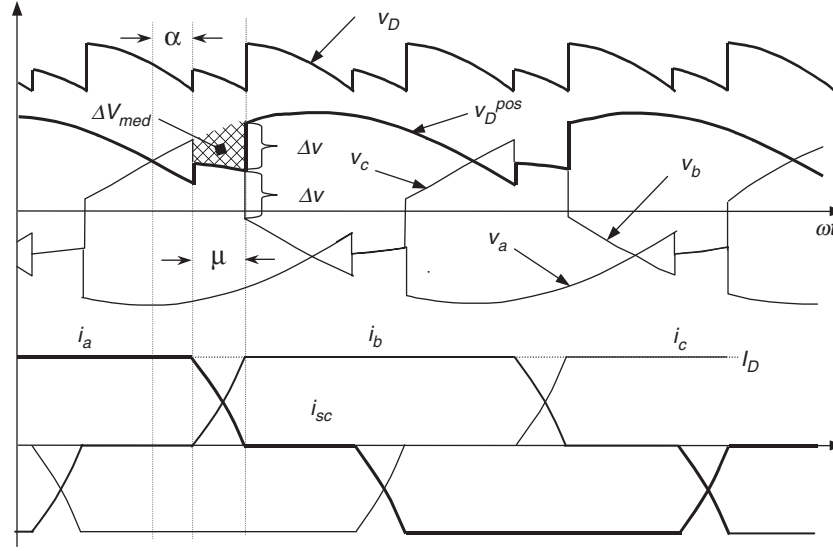 α
v_D
ΔV_med
Δv
v_D^pos
v_c
v_b
Δv
ωt
μ
v_a
i_a
i_b
i_c
I_D
i_sc